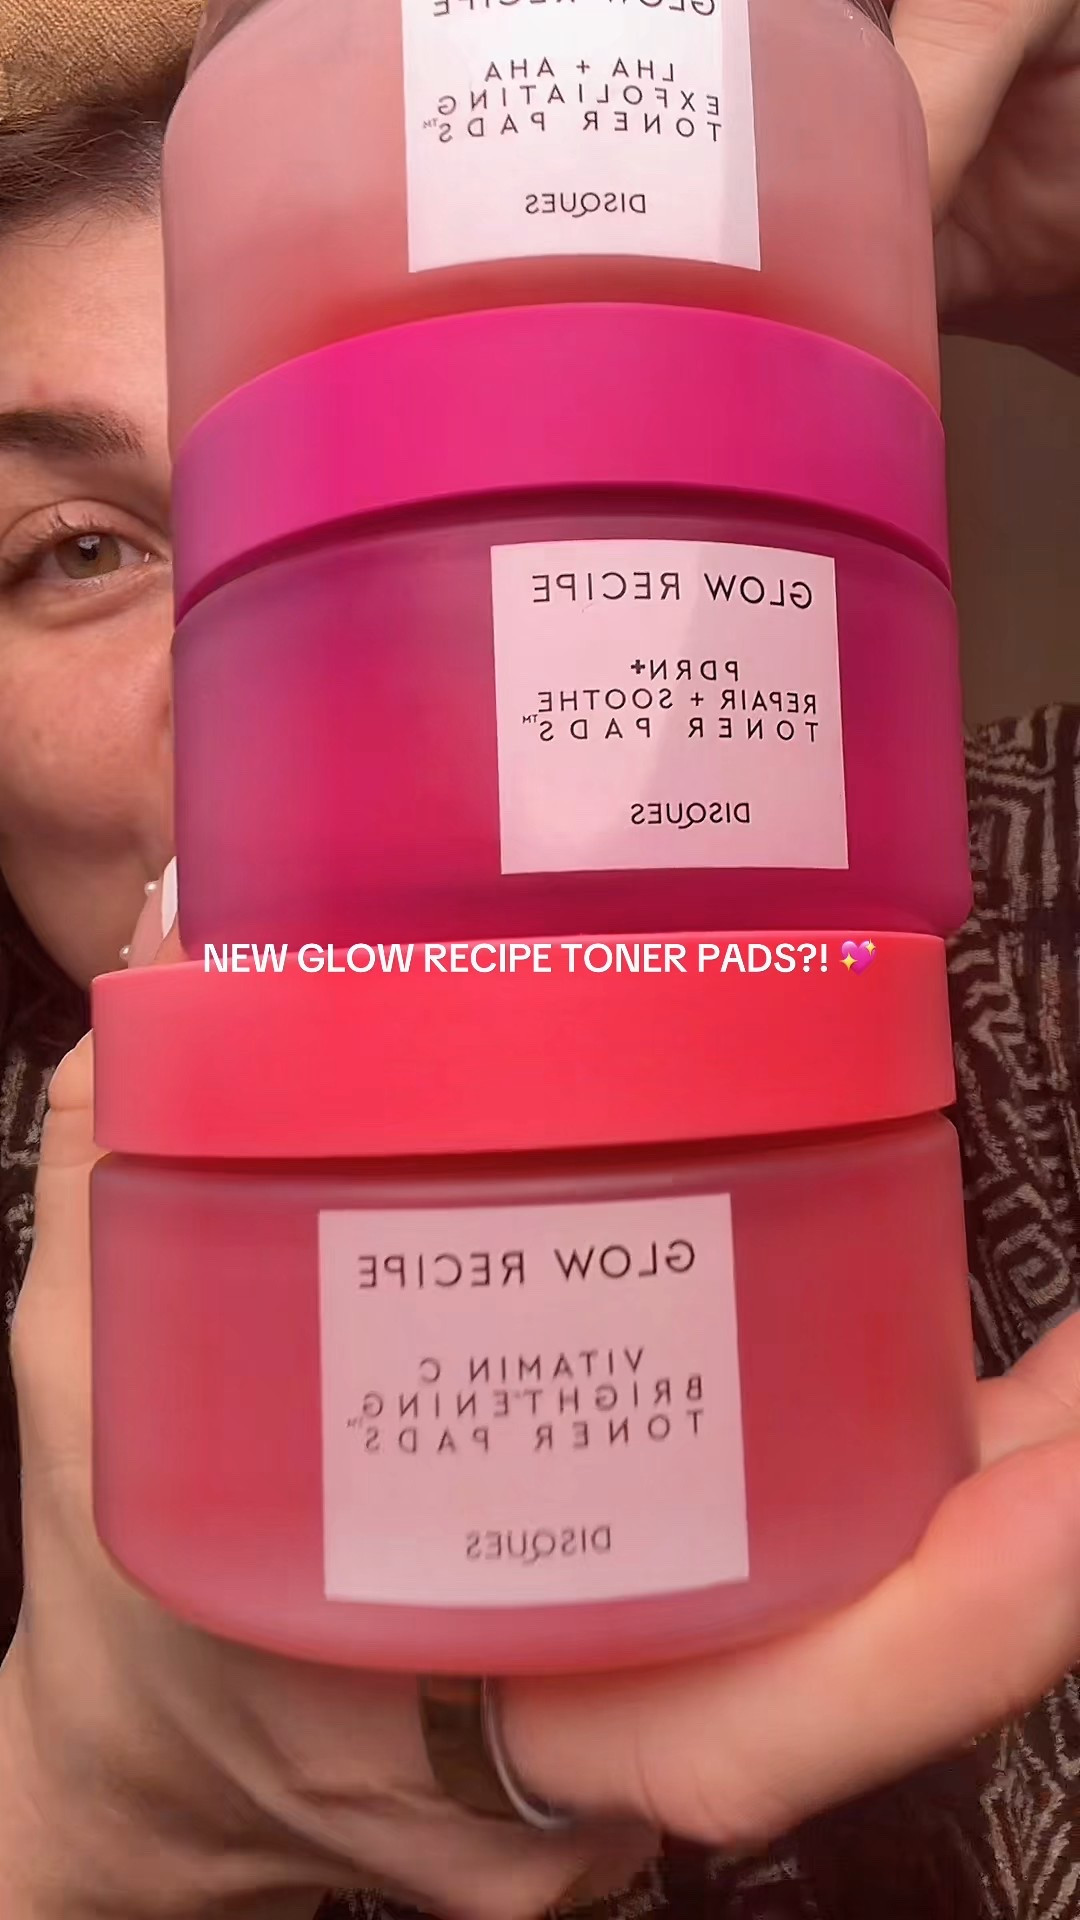 GLOW RECIPE
LHA + AHA
EXFOLIATING
TONER PADS™
DISQUES
GLOW RECIPE
PDRN+
REPAIR + SOOTHE
TONER PADS™
DISQUES
NEW GLOW RECIPE TONER PADS?! 💖
GLOW RECIPE
VITAMIN C
BRIGHTENING
TONER PADS™
DISQUES